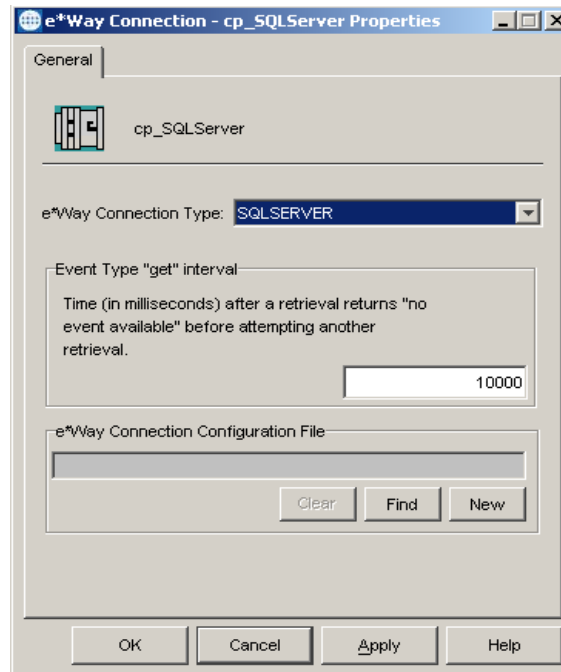 e*Way Connection - cp_SQLServer Properties
General
cp_SQLServer
e*Way Connection Type: SQLSERVER
Event Type "get" interval
Time (in milliseconds) after a retrieval returns "no
event available" before attempting another
retrieval.
10000
e*Way Connection Configuration File
Clear Find New
OK Cancel Apply Help